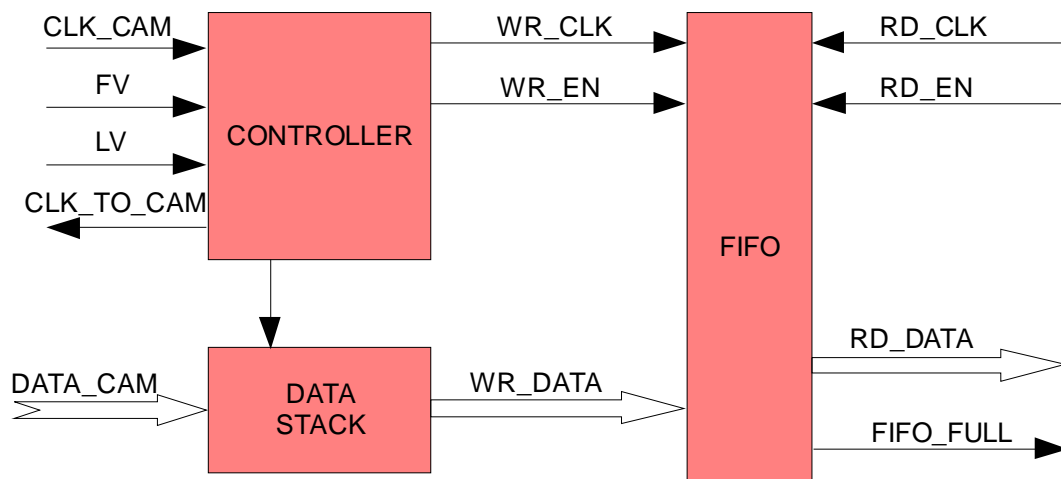 CLK_CAM
WR_CLK
RD_CLK
FV
WR_EN
RD_EN
CONTROLLER
LV
CLK_TO_CAM
FIFO
RD_DATA
DATA_CAM
WR_DATA
DATA
STACK
FIFO_FULL